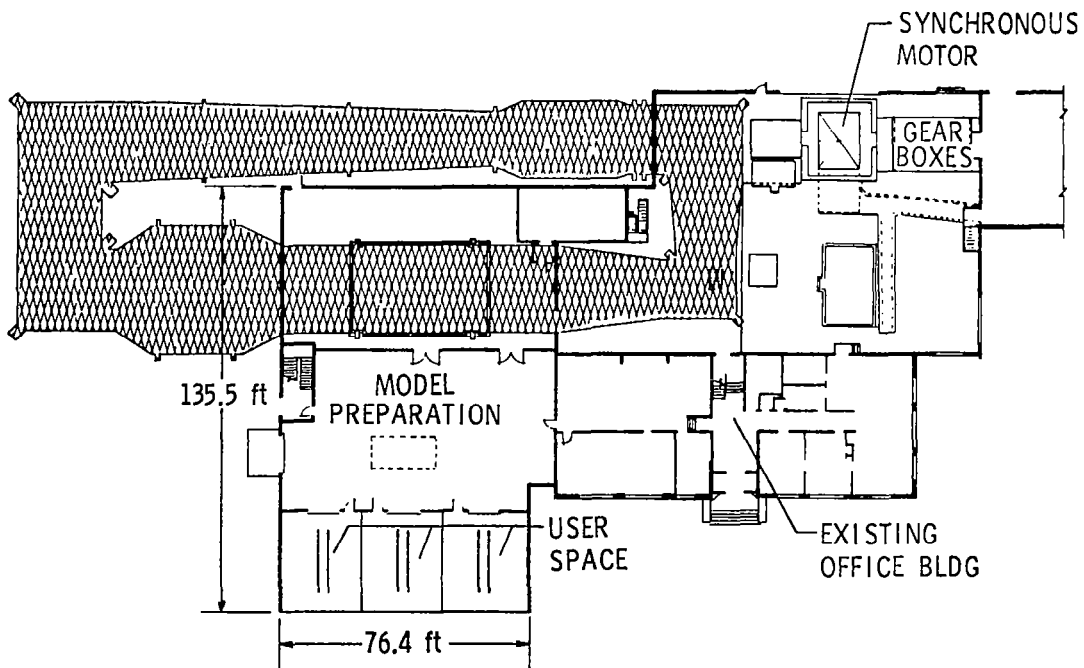 SYNCHRONOUS
MOTOR
GEAR
BOXES
135.5 ft
MODEL
PREPARATION
USER
SPACE
EXISTING
OFFICE BLDG
76.4 ft